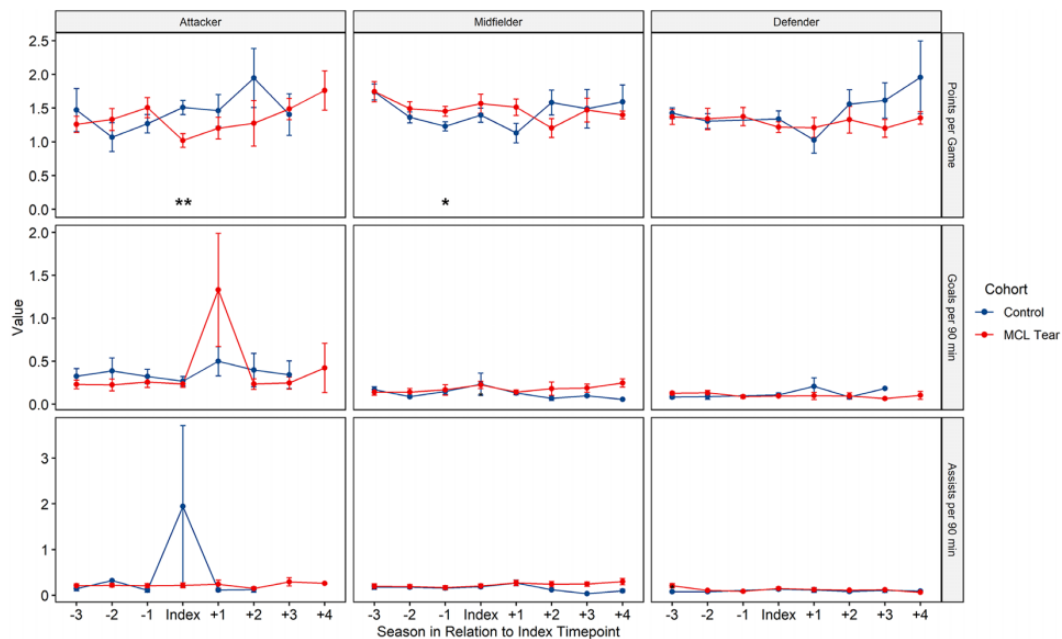 Attacker Midfielder Defender
2.5
2.0
1.5
1.0
0.5
0.0
** *
Points per Game
2.0
1.5
1.0
0.5
0.0
Goals per 90 min
Value
Cohort
Control
MCL Tear
3
2
1
0
Assists per 90 min
-3 -2 -1 Index +1 +2 +3 +4 -3 -2 -1 Index +1 +2 +3 +4 -3 -2 -1 Index +1 +2 +3 +4
Season in Relation to Index Timepoint